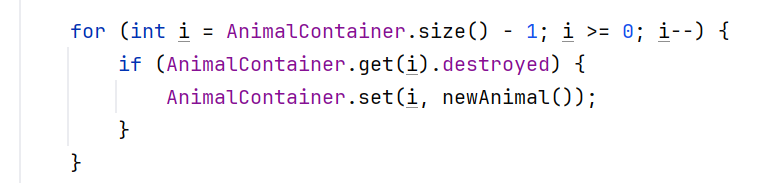 for (int i = AnimalContainer.size() - 1; i >= 0; i--) {
if (AnimalContainer.get(i).destroyed) {
AnimalContainer.set(i, newAnimal());
}
}